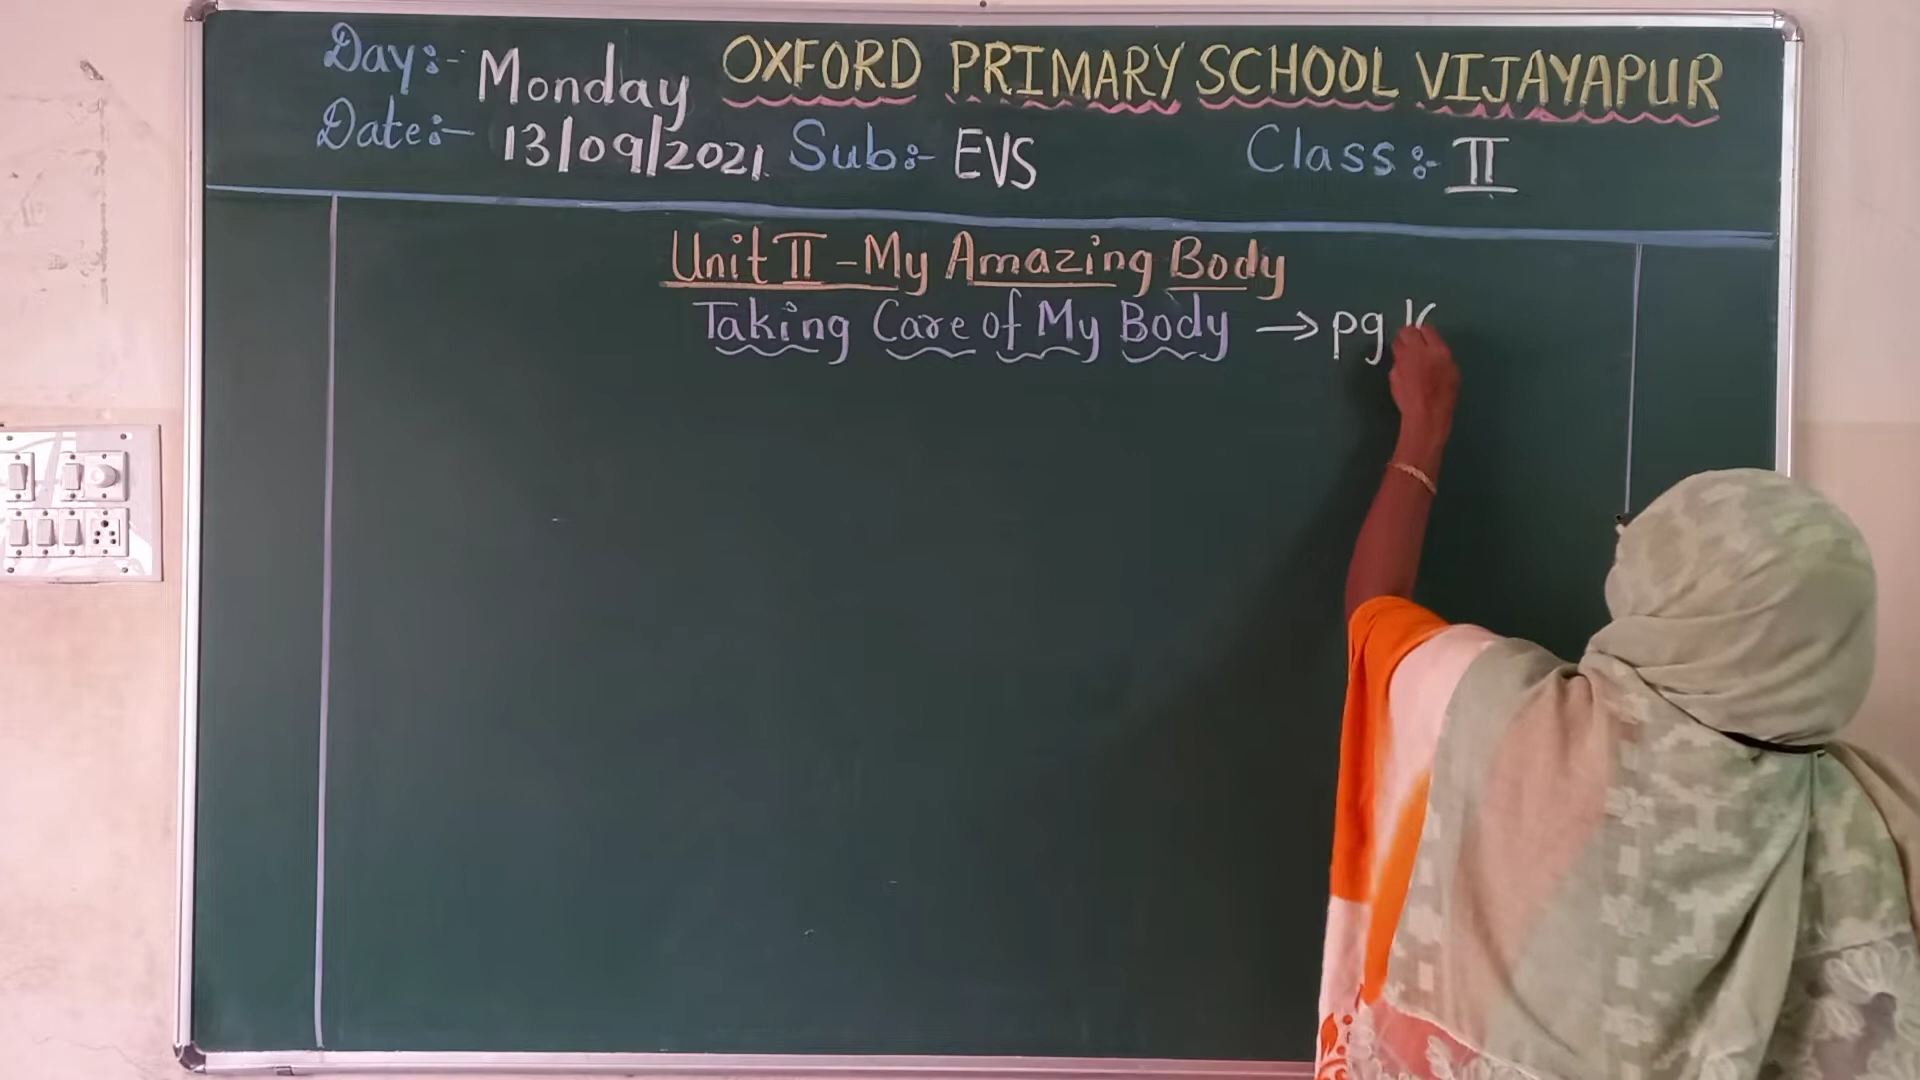 Day:- Monday OXFORD PRIMARY SCHOOL VIJAYAPUR
Date:- 13/09/2021 Sub:- EVS Class:- II
Unit II - My Amazing Body
Taking Care of My Body → pg